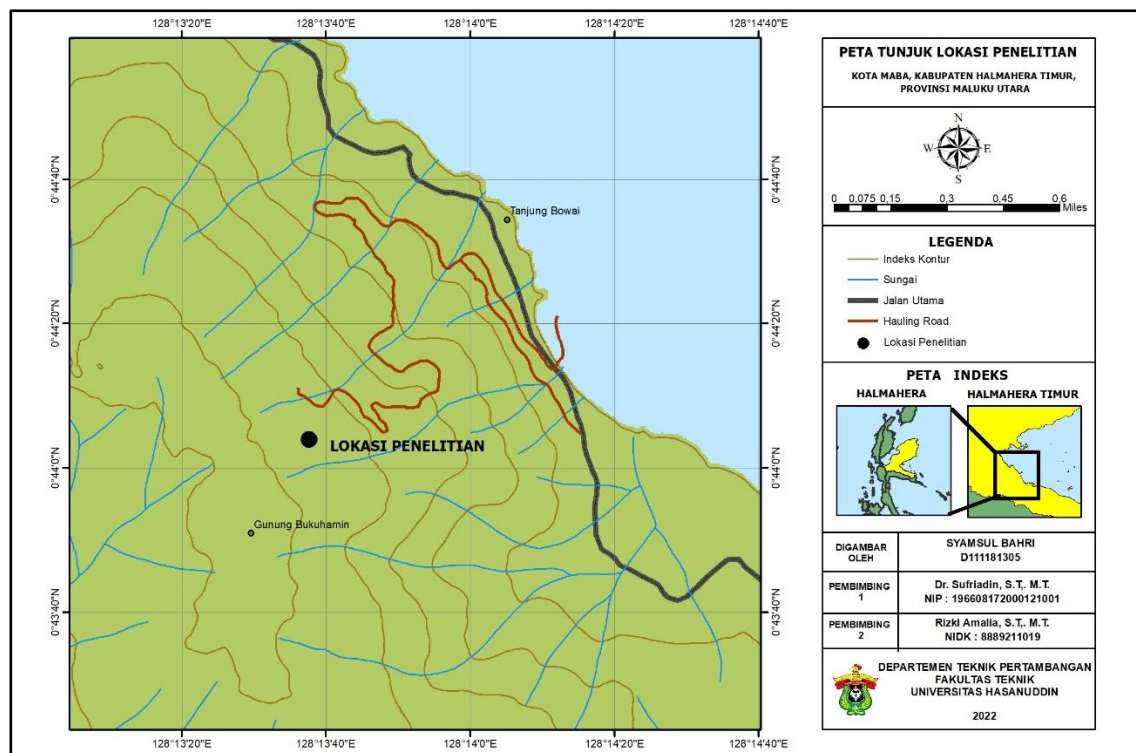 128°13'20"E 128°13'40"E 128°14'0"E 128°14'20"E 128°14'40"E
0°44'40"N 0°44'40"N
0°44'20"N 0°44'20"N
0°44'0"N 0°44'0"N
0°43'40"N 0°43'40"N
Tanjung Bowai
LOKASI PENELITIAN
Gunung Bukuhamin
128°13'20"E 128°13'40"E 128°14'0"E 128°14'20"E 128°14'40"E
PETA TUNJUK LOKASI PENELITIAN
KOTA MABA, KABUPATEN HALMAHERA TIMUR,
PROVINSI MALUKU UTARA
N
W E
S
0 0,075 0,15 0,3 0,45 0,6
Miles
LEGENDA
Indeks Kontur
Sungai
Jalan Utama
Hauling Road
Lokasi Penelitian
PETA INDEKS
HALMAHERA HALMAHERA TIMUR
DIGAMBAR OLEH
SYAMSUL BAHRI
D111181305
PEMBIMBING 1
Dr. Sufriadin, S.T,. M.T.
NIP : 196608172000121001
PEMBIMBING 2
Rizki Amalia, S.T,. M.T.
NIDK : 8889211019
DEPARTEMEN TEKNIK PERTAMBANGAN
FAKULTAS TEKNIK
UNIVERSITAS HASANUDDIN
2022